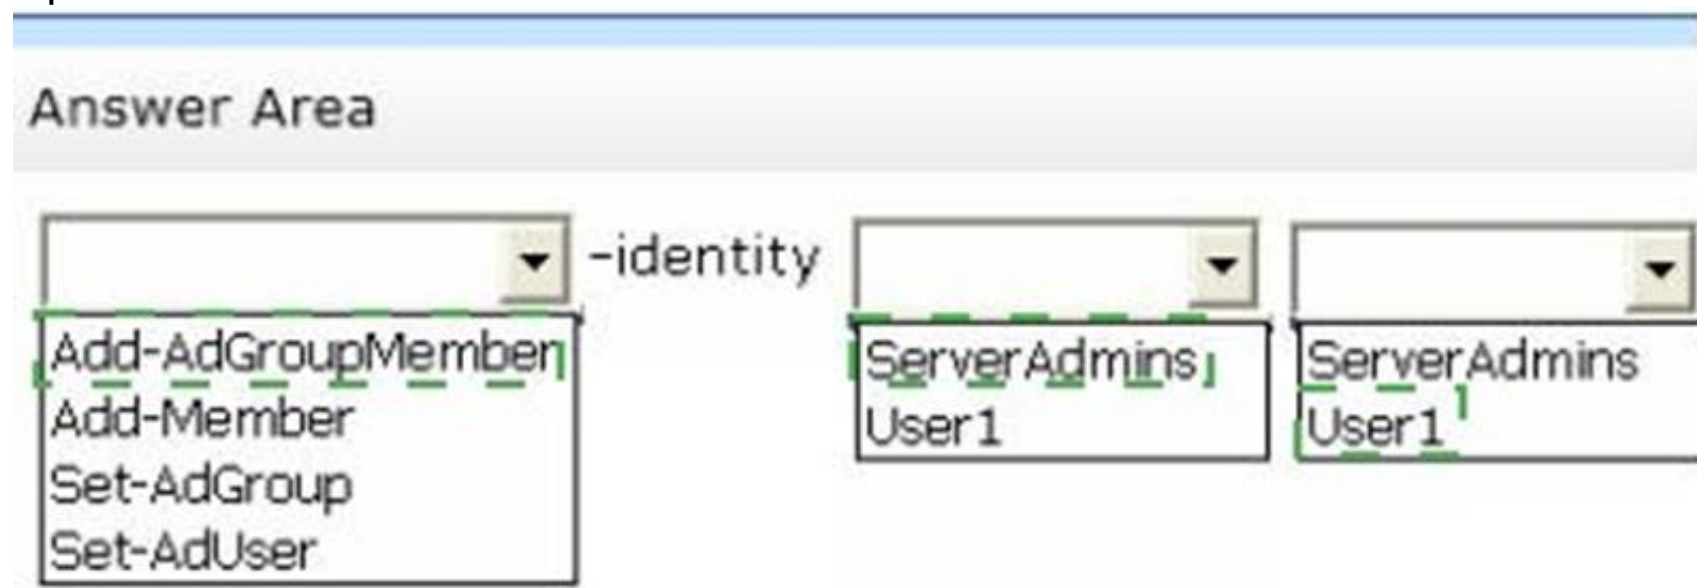 Answer Area
-identity
Add-AdGroupMember ServerAdmins ServerAdmins
Add-Member User1 User1
Set-AdGroup
Set-AdUser